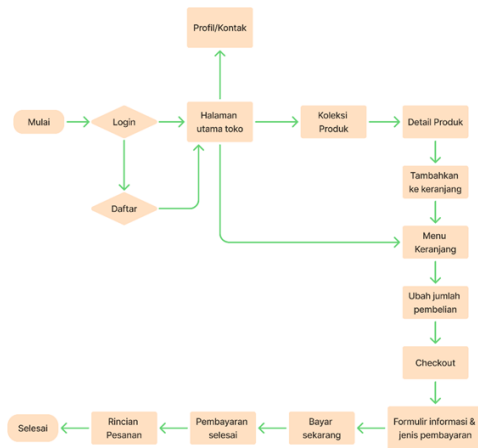 Profil/Kontak
Mulai
Login
Halaman
utama toko
Koleksi
Produk
Detail Produk
Tambahkan
ke keranjang
Daftar
Menu
Keranjang
Ubah jumlah
pembelian
Checkout
Formulir informasi &
jenis pembayaran
Bayar
sekarang
Pembayaran
selesai
Rincian
Pesanan
Selesai